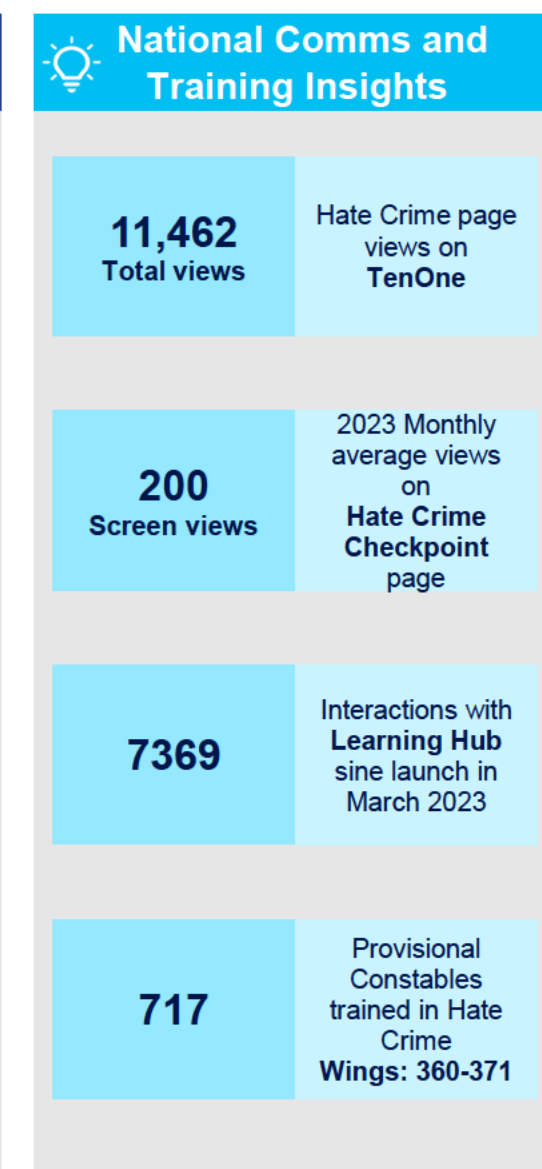 National Comms and
Training Insights
11,462
Total views
Hate Crime page
views on
TenOne
200
Screen views
2023 Monthly
average views
on
Hate Crime
Checkpoint
page
7369
Interactions with
Learning Hub
sine launch in
March 2023
717
Provisional
Constables
trained in Hate
Crime
Wings: 360-371